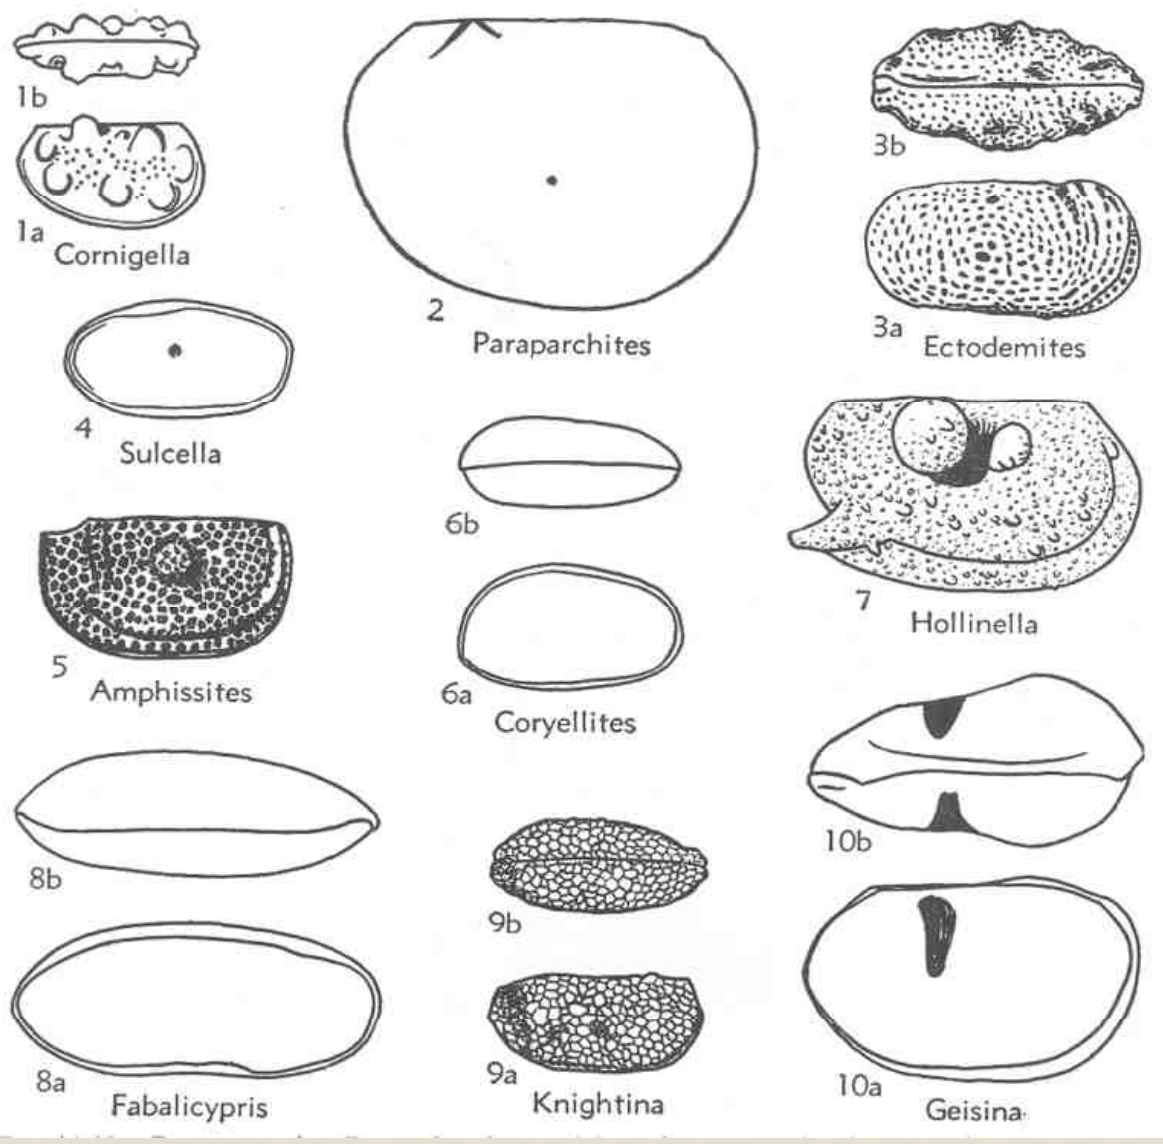 1b
1a
Cornigella
2
Paraparchites
3b
3a
Ectodemites
4
Sulcella
5
Amphissites
6b
6a
Coryellites
7
Hollinella
8b
8a
Fabalicypris
9b
9a
Knightina
10b
10a
Geisina